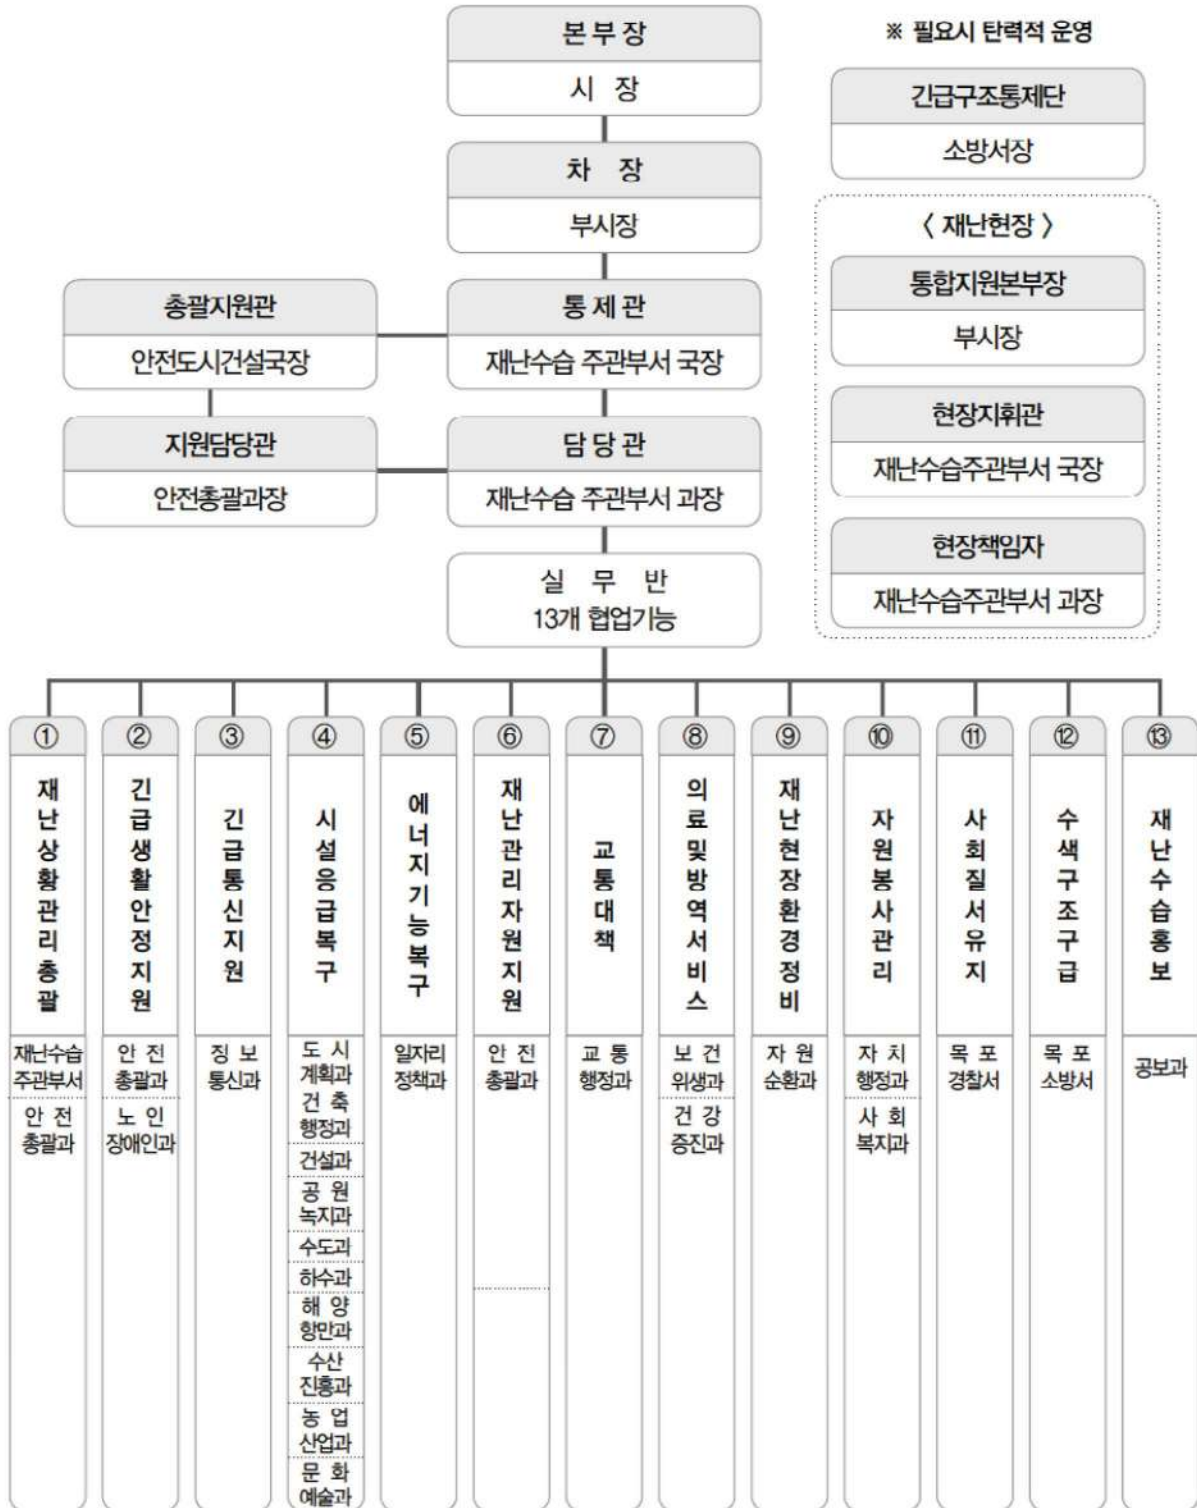 본 부 장
시 장
※ 필요시 탄력적 운영
긴급구조통제단
소방서장
차 장
부시장
〈 재난현장 〉
통합지원본부장
부시장
현장지휘관
재난수습주관부서 국장
현장책임자
재난수습주관부서 과장
총괄지원관
안전도시건설국장
통 제 관
재난수습 주관부서 국장
지원담당관
안전총괄과장
담 당 관
재난수습 주관부서 과장
실 무 반
13개 협업기능
①
재난상황관리총괄
재난수습
주관부서
안 전
총괄과
②
긴급생활안정지원
안 전
총괄과
노 인
장애인과
③
긴급통신지원
정 보
통신과
④
시설응급복구
도 시
계획과
건 축
행정과
건설과
공 원
녹지과
수도과
하수과
해 양
항만과
수산
진흥과
농 업
산업과
문 화
예술과
⑤
에너지기능복구
일자리
정책과
⑥
재난관리자원지원
안 전
총괄과
⑦
교통대책
교 통
행정과
⑧
의료및방역서비스
보 건
위생과
건 강
증진과
⑨
재난현장환경정비
자 원
순환과
⑩
자원봉사관리
자 치
행정과
사 회
복지과
⑪
사회질서유지
목 포
경찰서
⑫
수색구조구급
목 포
소방서
⑬
재난수습홍보
공보과